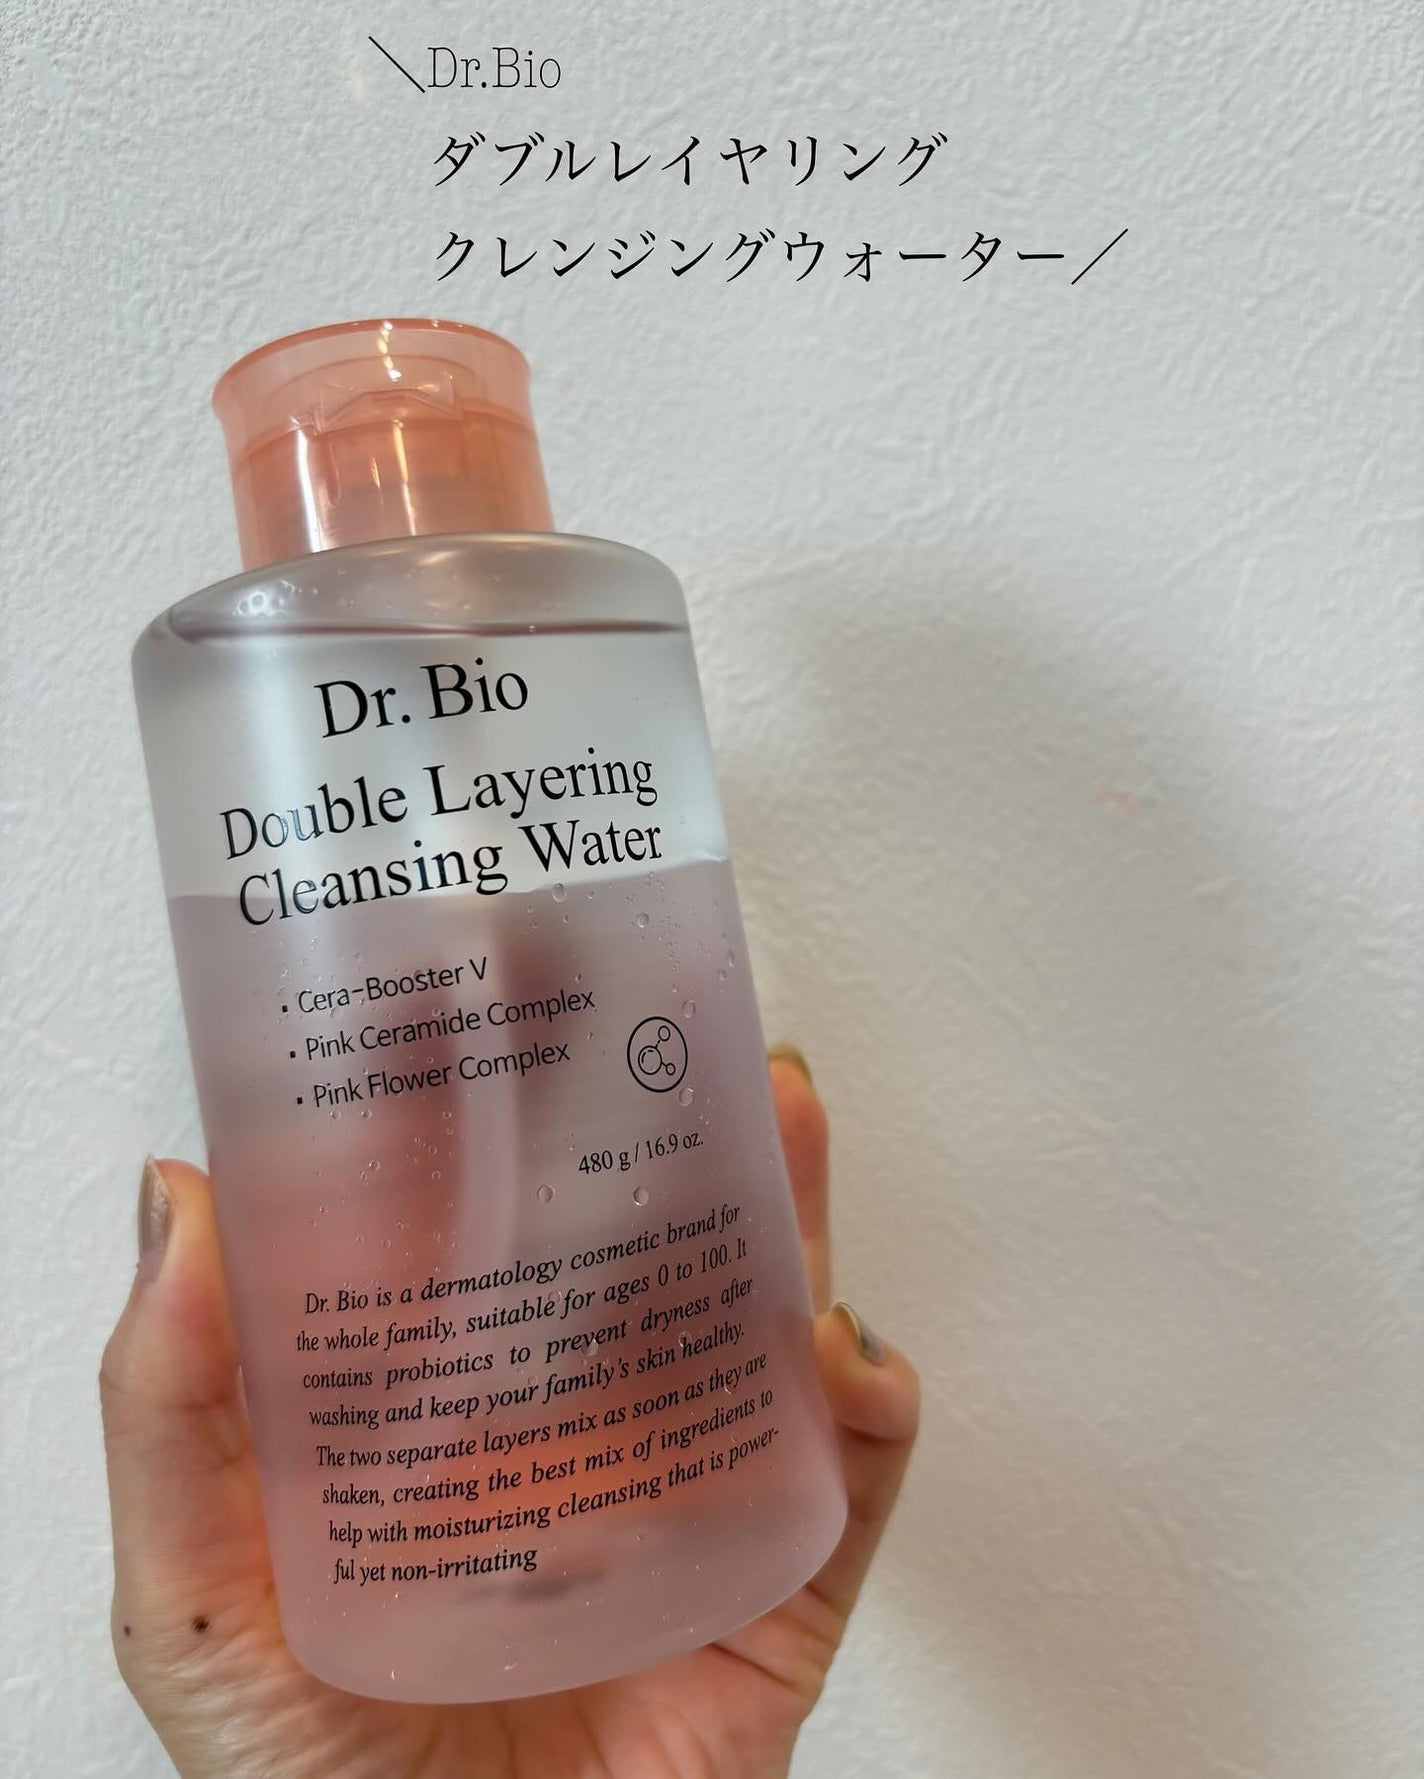 ＼Dr.Bio
ダブルレイヤリング
クレンジングウォーター／
Dr. Bio
Double Layering
Cleansing Water
· Cera-Booster V
· Pink Ceramide Complex
· Pink Flower Complex
480 g / 16.9 oz.
Dr. Bio is a dermatology cosmetic brand for
the whole family, suitable for ages 0 to 100. It
contains probiotics to prevent dryness after
washing and keep your family's skin healthy.
The two separate layers mix as soon as they are
shaken, creating the best mix of ingredients to
help with moisturizing cleansing that is power-
ful yet non-irritating